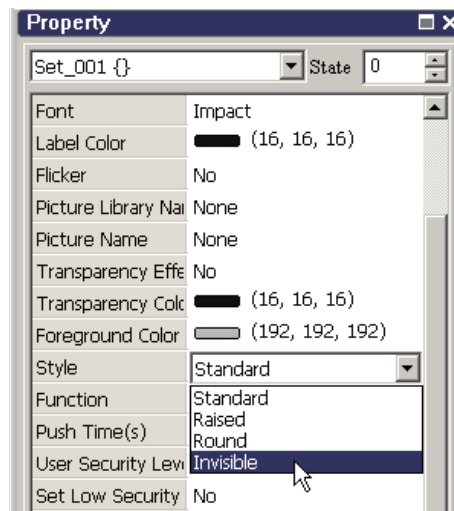 Property
Set_001 {} State 0
Font Impact
Label Color (16, 16, 16)
Flicker No
Picture Library Nai None
Picture Name None
Transparency Effe No
Transparency Colc (16, 16, 16)
Foreground Color (192, 192, 192)
Style Standard
Function Standard
Raised
Push Time(s) Round
User Security Leve Invisible
Set Low Security No